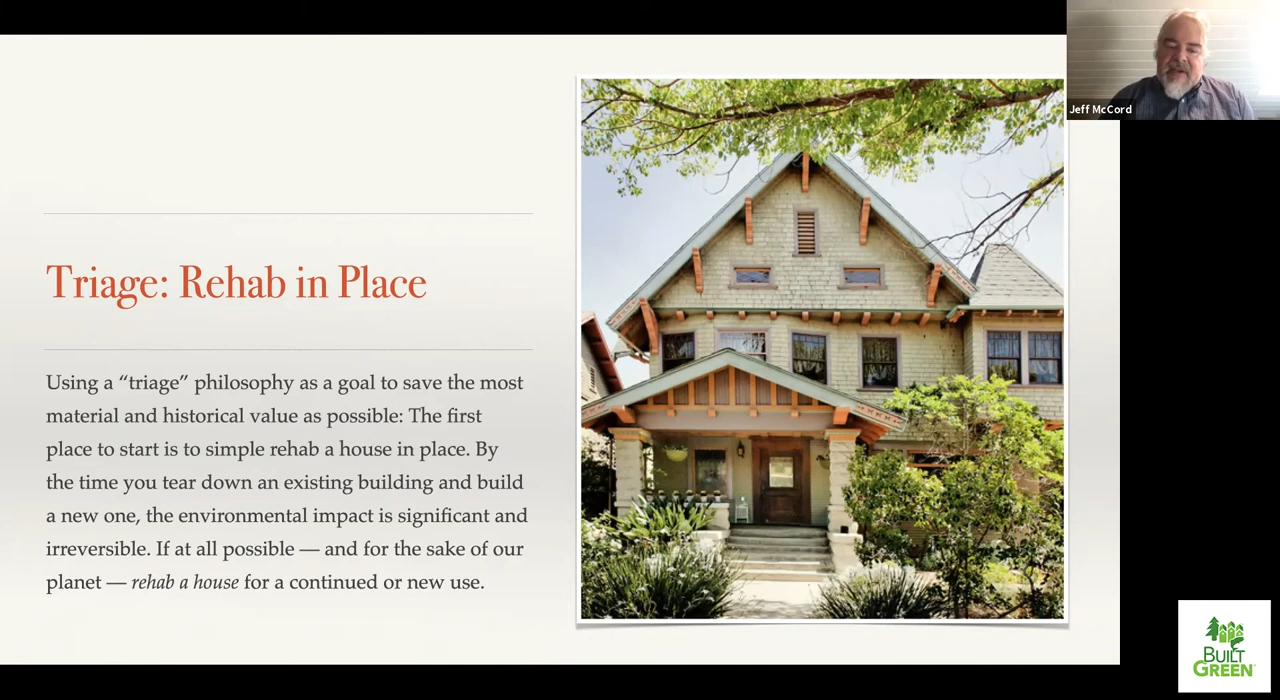 Jeff McCord
Triage: Rehab in Place
Using a “triage” philosophy as a goal to save the most
material and historical value as possible: The first
place to start is to simple rehab a house in place. By
the time you tear down an existing building and build
a new one, the environmental impact is significant and
irreversible. If at all possible — and for the sake of our
planet — rehab a house for a continued or new use.
BUILT
GREEN